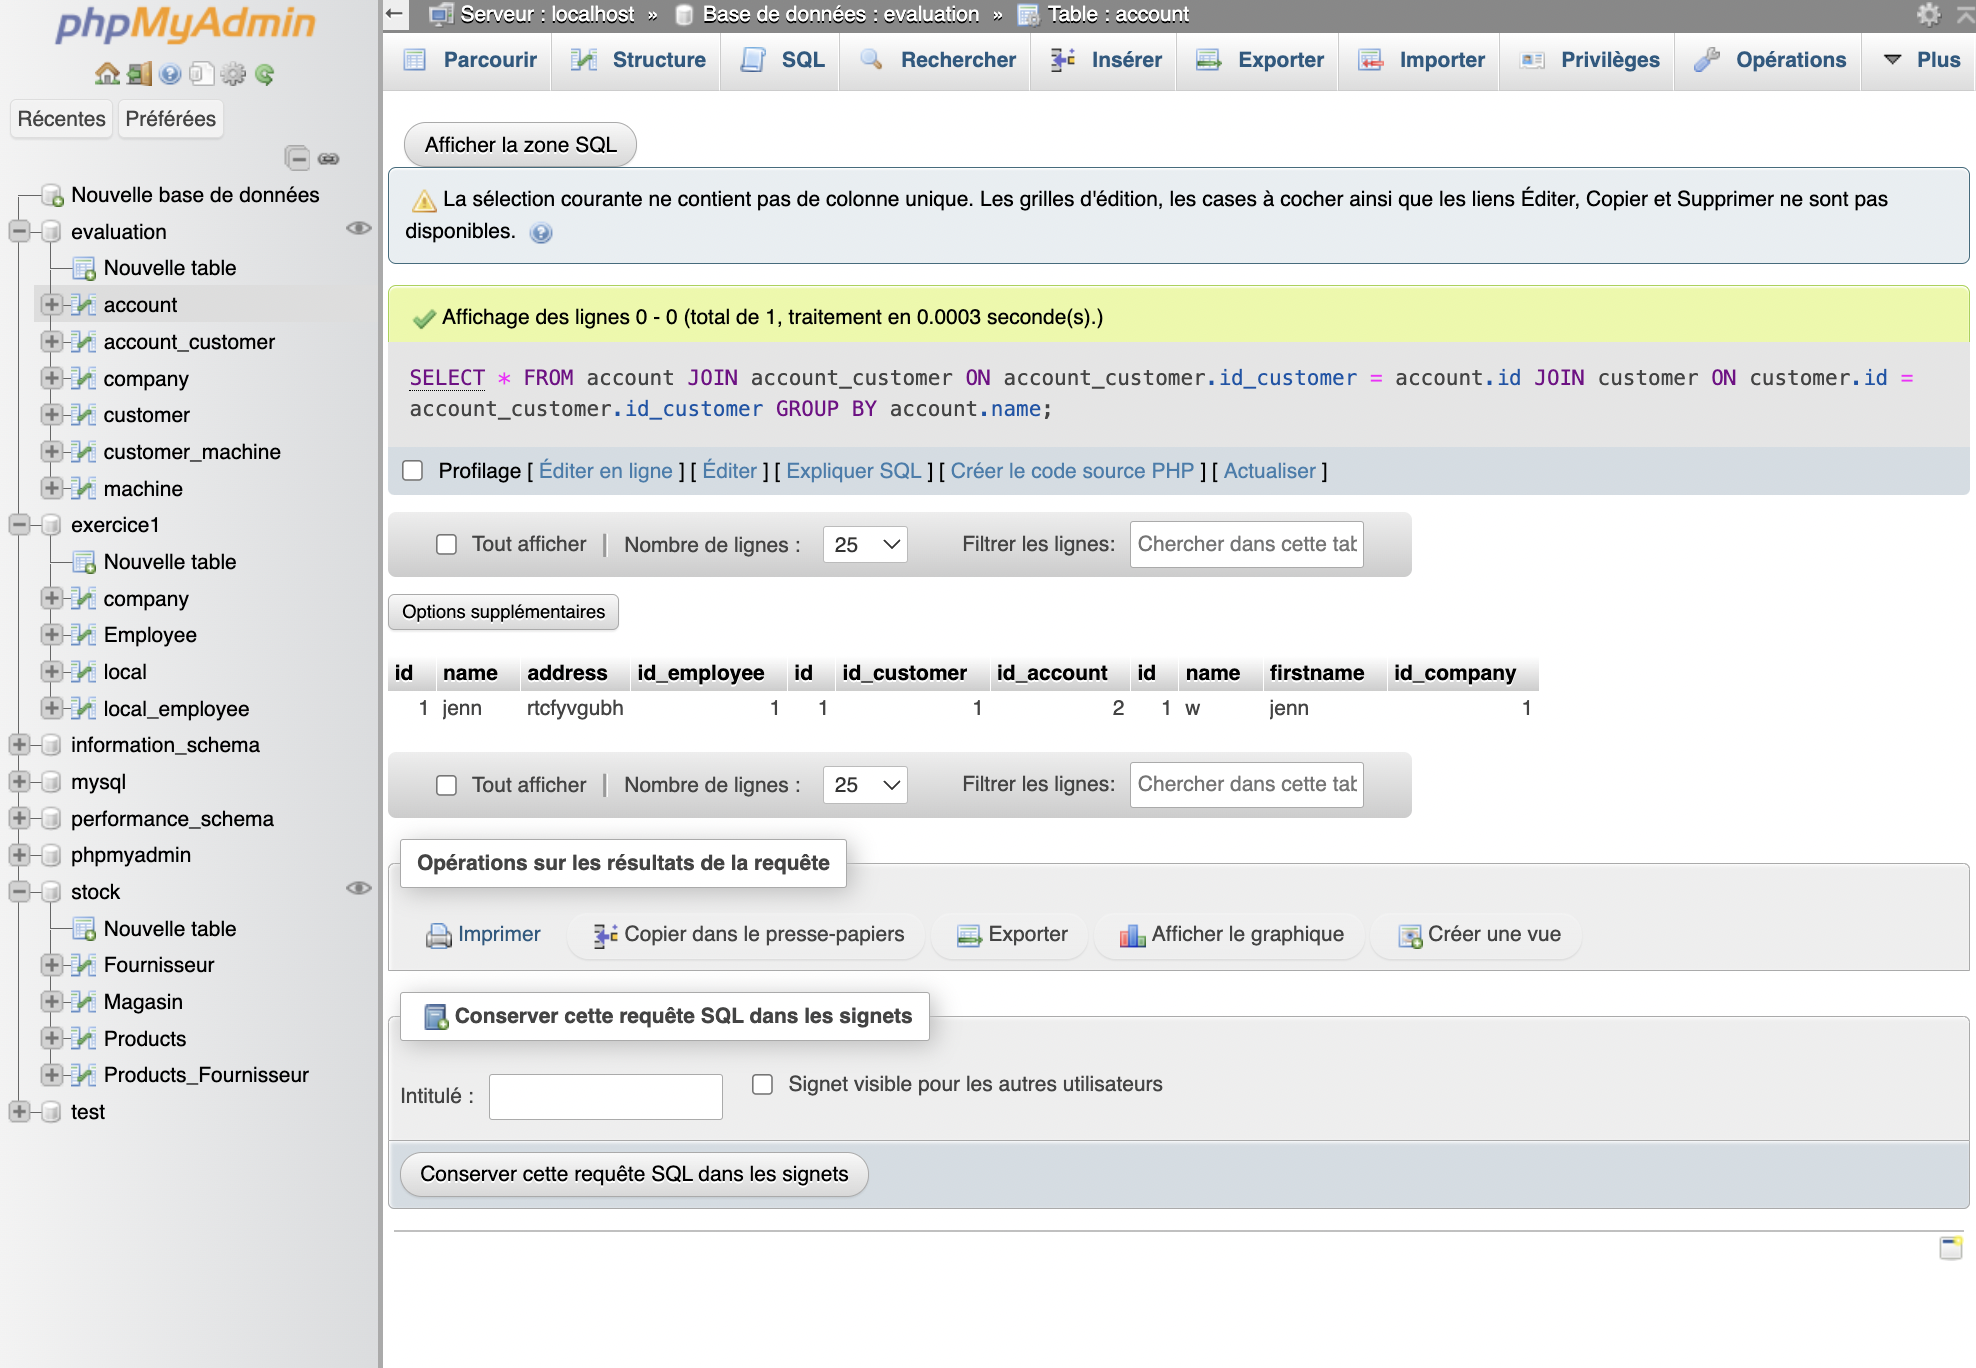 phpMyAdmin
Récentes
Préférées
Nouvelle base de données
evaluation
Nouvelle table
account
account_customer
company
customer
customer_machine
machine
exercice1
Nouvelle table
company
Employee
local
local_employee
information_schema
mysql
performance_schema
phpmyadmin
stock
Nouvelle table
Fournisseur
Magasin
Products
Products_Fournisseur
test
Serveur : localhost » Base de données : evaluation » Table : account
Parcourir Structure SQL Rechercher Insérer Exporter Importer Privilèges Opérations Plus
Afficher la zone SQL
La sélection courante ne contient pas de colonne unique. Les grilles d'édition, les cases à cocher ainsi que les liens Éditer, Copier et Supprimer ne sont pas
disponibles.
Affichage des lignes 0 - 0 (total de 1, traitement en 0.0003 seconde(s).)
SELECT * FROM account JOIN account_customer ON account_customer.id_customer = account.id JOIN customer ON customer.id =
account_customer.id_customer GROUP BY account.name;
Profilage [ Éditer en ligne ] [ Éditer ] [ Expliquer SQL ] [ Créer le code source PHP ] [ Actualiser ]
Tout afficher | Nombre de lignes : 25 Filtrer les lignes: Chercher dans cette tab
Options supplémentaires
id name address id_employee id id_customer id_account id name firstname id_company
1 jenn rtcfyvgubh 1 1 1 2 1 w jenn 1
Tout afficher | Nombre de lignes : 25 Filtrer les lignes: Chercher dans cette tab
Opérations sur les résultats de la requête
Imprimer Copier dans le presse-papiers Exporter Afficher le graphique Créer une vue
Conserver cette requête SQL dans les signets
Intitulé : Signet visible pour les autres utilisateurs
Conserver cette requête SQL dans les signets